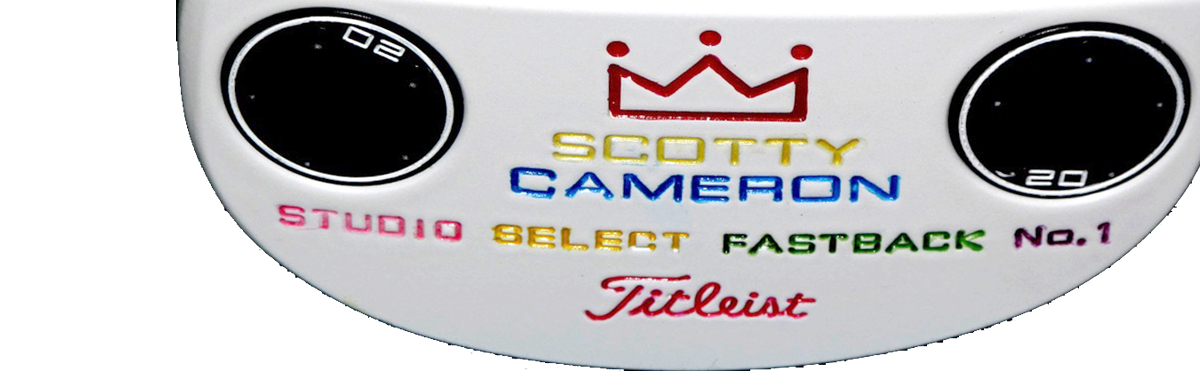 02
SCOTTY
CAMERON
20
STUDIO SELECT FASTBACK No.1
Titleist